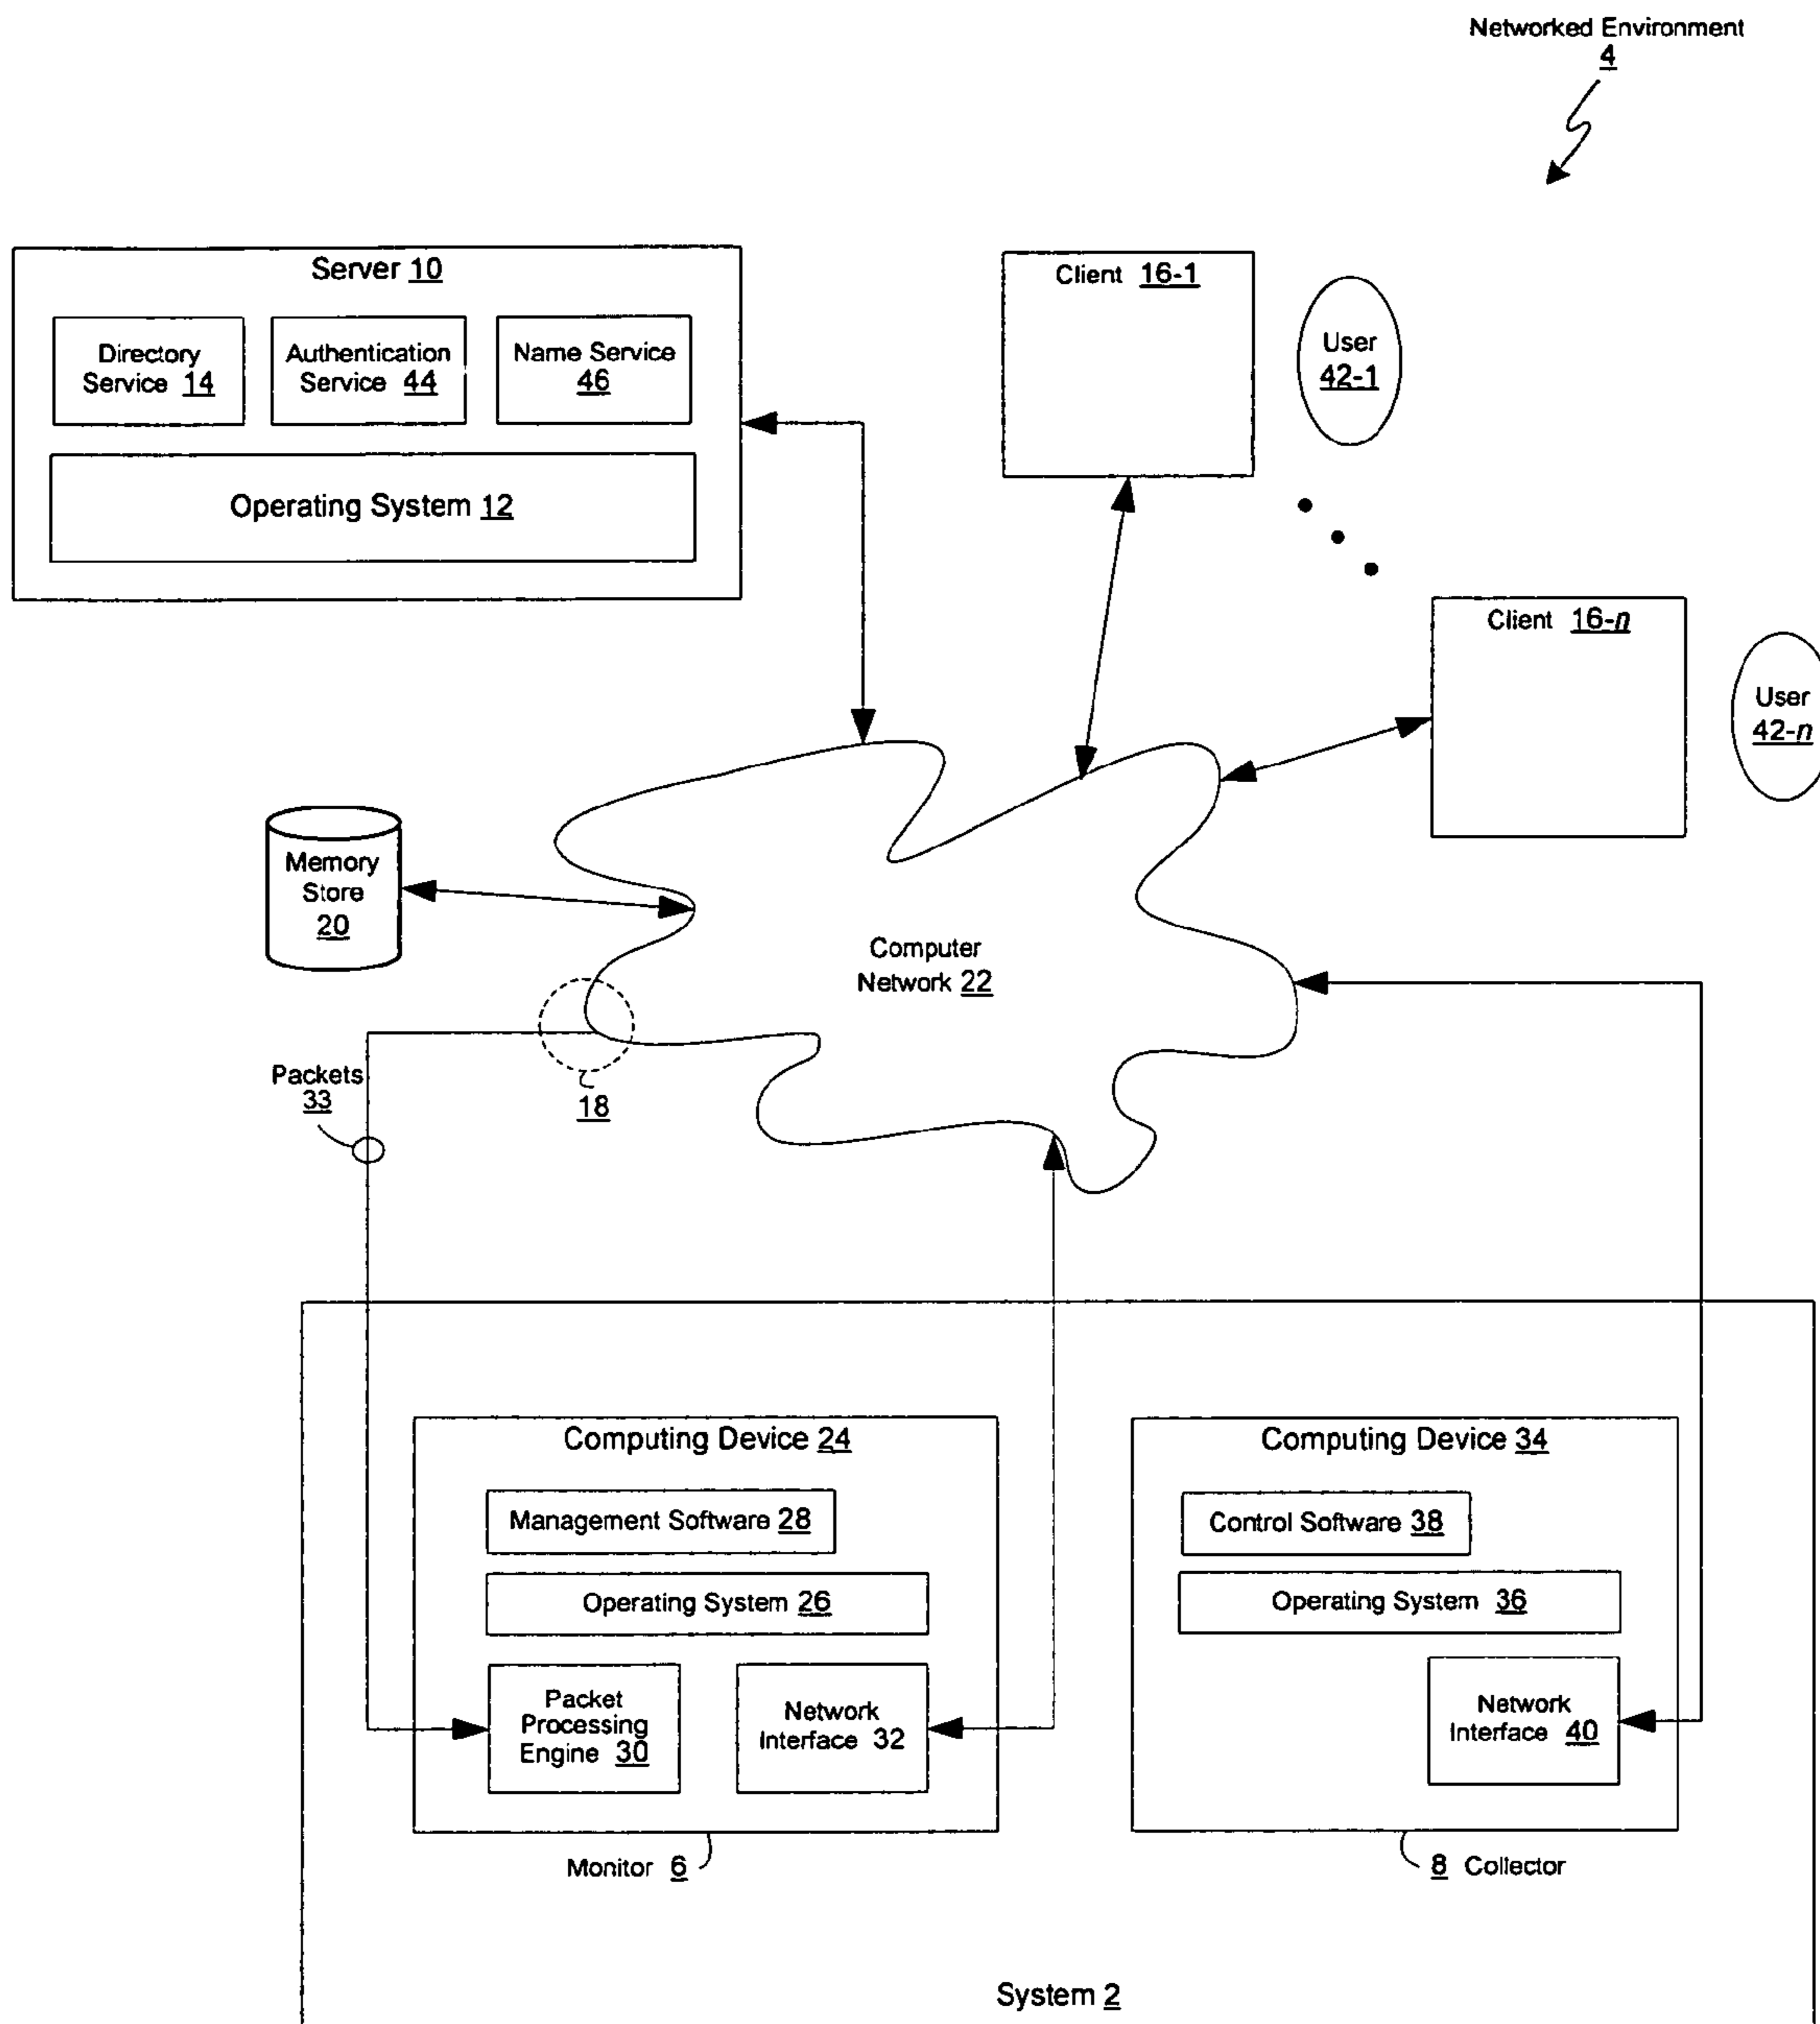 Networked Environment
4
Server 10
Directory
Service 14
Authentication
Service 44
Name Service
46
Operating System 12
Client 16-1
User
42-1
Client 16-n
User
42-n
Memory
Store
20
Computer
Network 22
Packets
33
18
Computing Device 24
Management Software 28
Operating System 26
Packet
Processing
Engine 30
Network
Interface 32
Monitor 6
Computing Device 34
Control Software 38
Operating System 36
Network
Interface 40
8 Collector
System 2